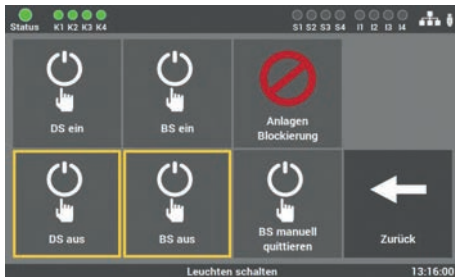 Status K1 K2 K3 K4 S1 S2 S3 S4 I1 I2 I3 I4
DS ein
BS ein
Anlagen
Blockierung
DS aus
BS aus
BS manuell
quittieren
Zurück
Leuchten schalten 13:16:00